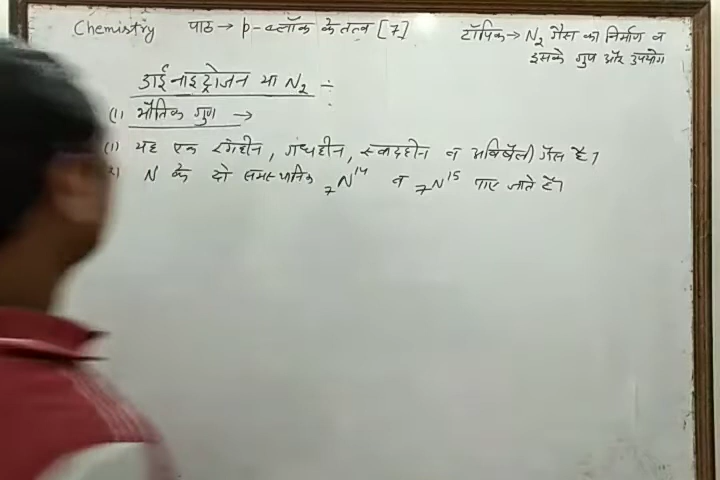 Chemistry पाठ → p-ब्लॉक के तत्व [7] टॉपिक → N₂ गैस का निर्माण व
इसके गुण और उपयोग
डाईनाइट्रोजन या N₂ ÷
(1) भौतिक गुण →
(1) यह एक रंगहीन, गंधहीन, स्वादहीन व अविषैली गैस है।
N के दो समस्थानिक ₇N¹⁴ व ₇N¹⁵ पाए जाते हैं।